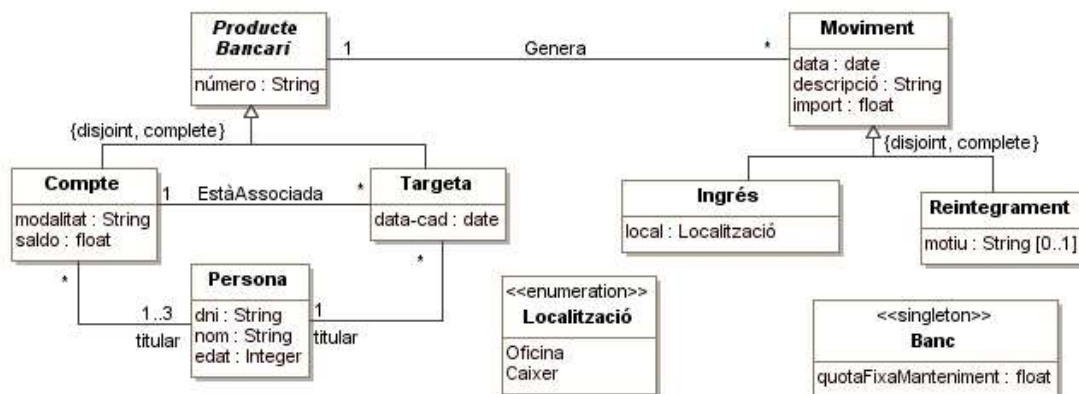 Producte
Bancari
número : String
1
Genera
*
Moviment
data : date
descripció : String
import : float
{disjoint, complete}
{disjoint, complete}
Compte
modalitat : String
saldo : float
1
EstàAssociada
*
Targeta
data-cad : date
Ingrés
local : Localització
Reintegrament
motiu : String [0..1]
*
*
Persona
dni : String
nom : String
edat : Integer
1..3
titular
1
titular
<<enumeration>>
Localització
Oficina
Caixer
<<singleton>>
Banc
quotaFixaManteniment : float